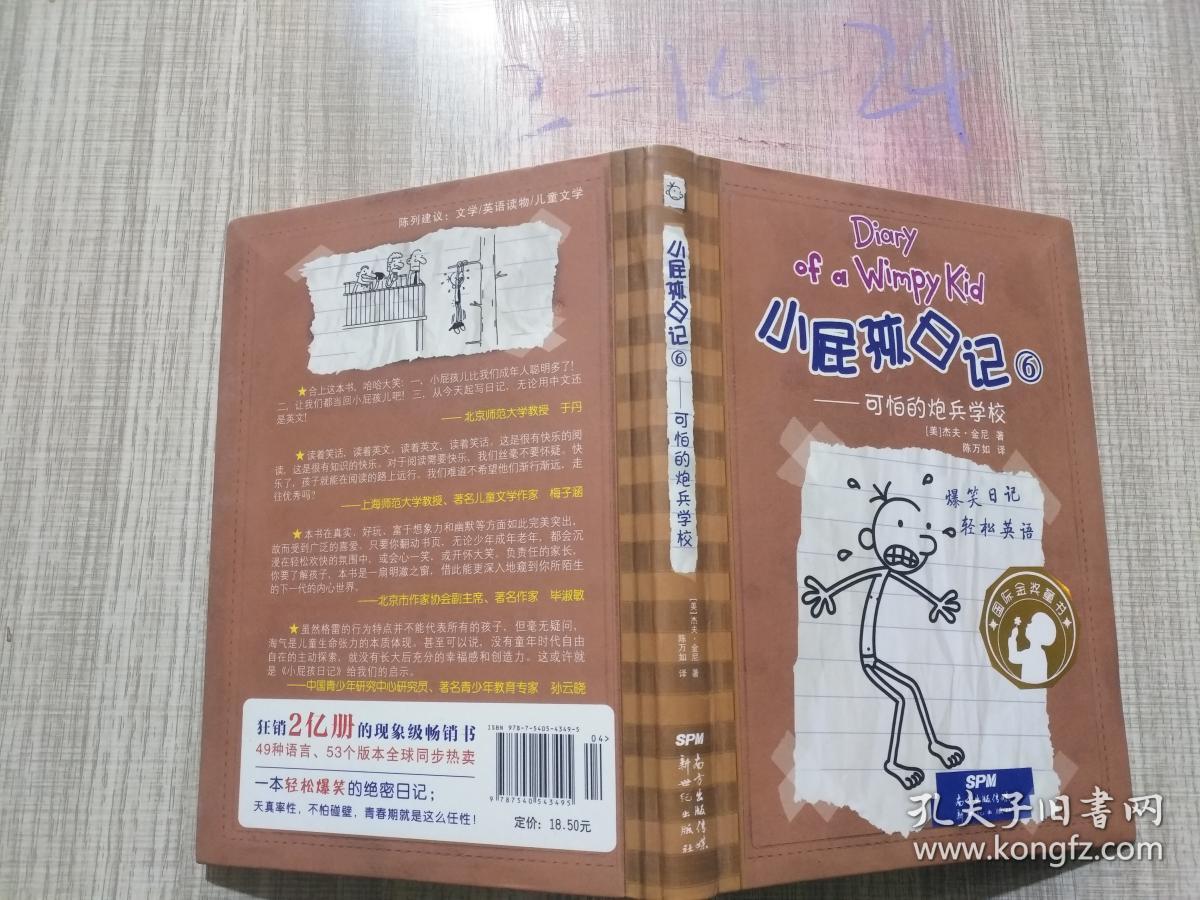 2-14-24
陈列建议：文学/英语读物/儿童文学
★合上这本书，哈哈大笑：一、小屁孩儿比我们成年人聪明多了！
二、让我们都当回小屁孩儿吧！三、从今天起写日记，无论用中文还
是英文！
——北京师范大学教授 于丹
★读着笑话，读着英文。读着英文，读着笑话。这是很有快乐的阅
读，这是很有知识的快乐。对于阅读需要快乐，我们丝毫不要怀疑。快
乐了，孩子就能在阅读的路上远行。我们难道不希望他们渐行渐远，走
往优秀吗？
——上海师范大学教授、著名儿童文学作家 梅子涵
★本书在真实、好玩、富于想象力和幽默等方面如此完美突出，
故而受到广泛的喜爱。只要你翻动书页，无论少年成年老年，都会沉
浸在轻松欢快的氛围中，或会心一笑，或开怀大笑。负责任的家长，
你要了解孩子，本书是一扇明澈之窗，借此能更深入地窥到你所陌生
的下一代的内心世界。
——北京市作家协会副主席、著名作家 毕淑敏
★虽然格雷的行为特点并不能代表所有的孩子，但毫无疑问，
淘气是儿童生命张力的本质体现。甚至可以说，没有童年时代自由
自在的主动探索，就没有长大后充分的幸福感和创造力。这或许就
是《小屁孩日记》给我们的启示。
——中国青少年研究中心研究员、著名青少年教育专家 孙云晓
狂销2亿册的现象级畅销书
49种语言、53个版本全球同步热卖
一本轻松爆笑的绝密日记；
天真率性，不怕碰壁，青春期就是这么任性！
ISBN 978-7-5405-4349-5
04>
9 787540 543495
定价：18.50元
小屁孩日记⑥——可怕的炮兵学校
[美]杰夫·金尼 著
陈万如 译
SPM
南方出版传媒
新世纪出版社
Diary
of a Wimpy Kid
小屁孩日记⑥
——可怕的炮兵学校
[美]杰夫·金尼 著
陈万如 译
爆笑日记
轻松英语
国际金奖童书
SPM
孔夫子旧书网
www.kongfz.com